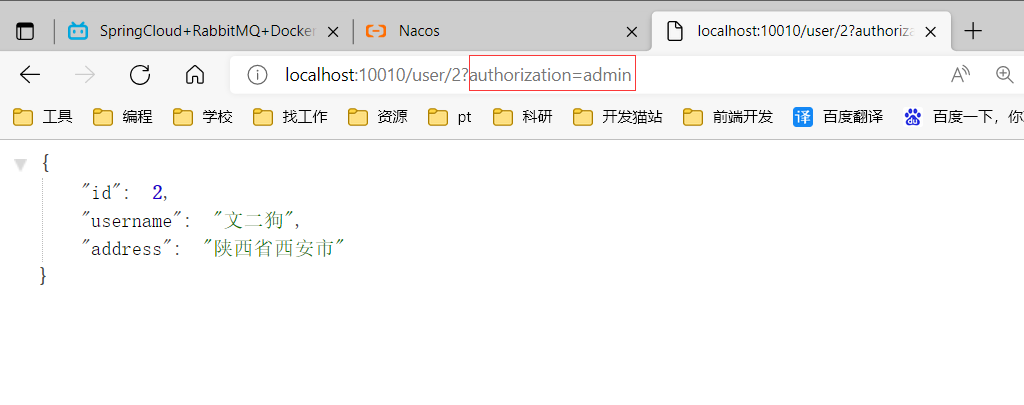 SpringCloud+RabbitMQ+Docker
Nacos
localhost:10010/user/2?authoriza
localhost:10010/user/2?authorization=admin
工具 编程 学校 找工作 资源 pt 科研 开发猫站 前端开发 译 百度翻译 du 百度一下，你
{
"id": 2,
"username": "文二狗",
"address": "陕西省西安市"
}